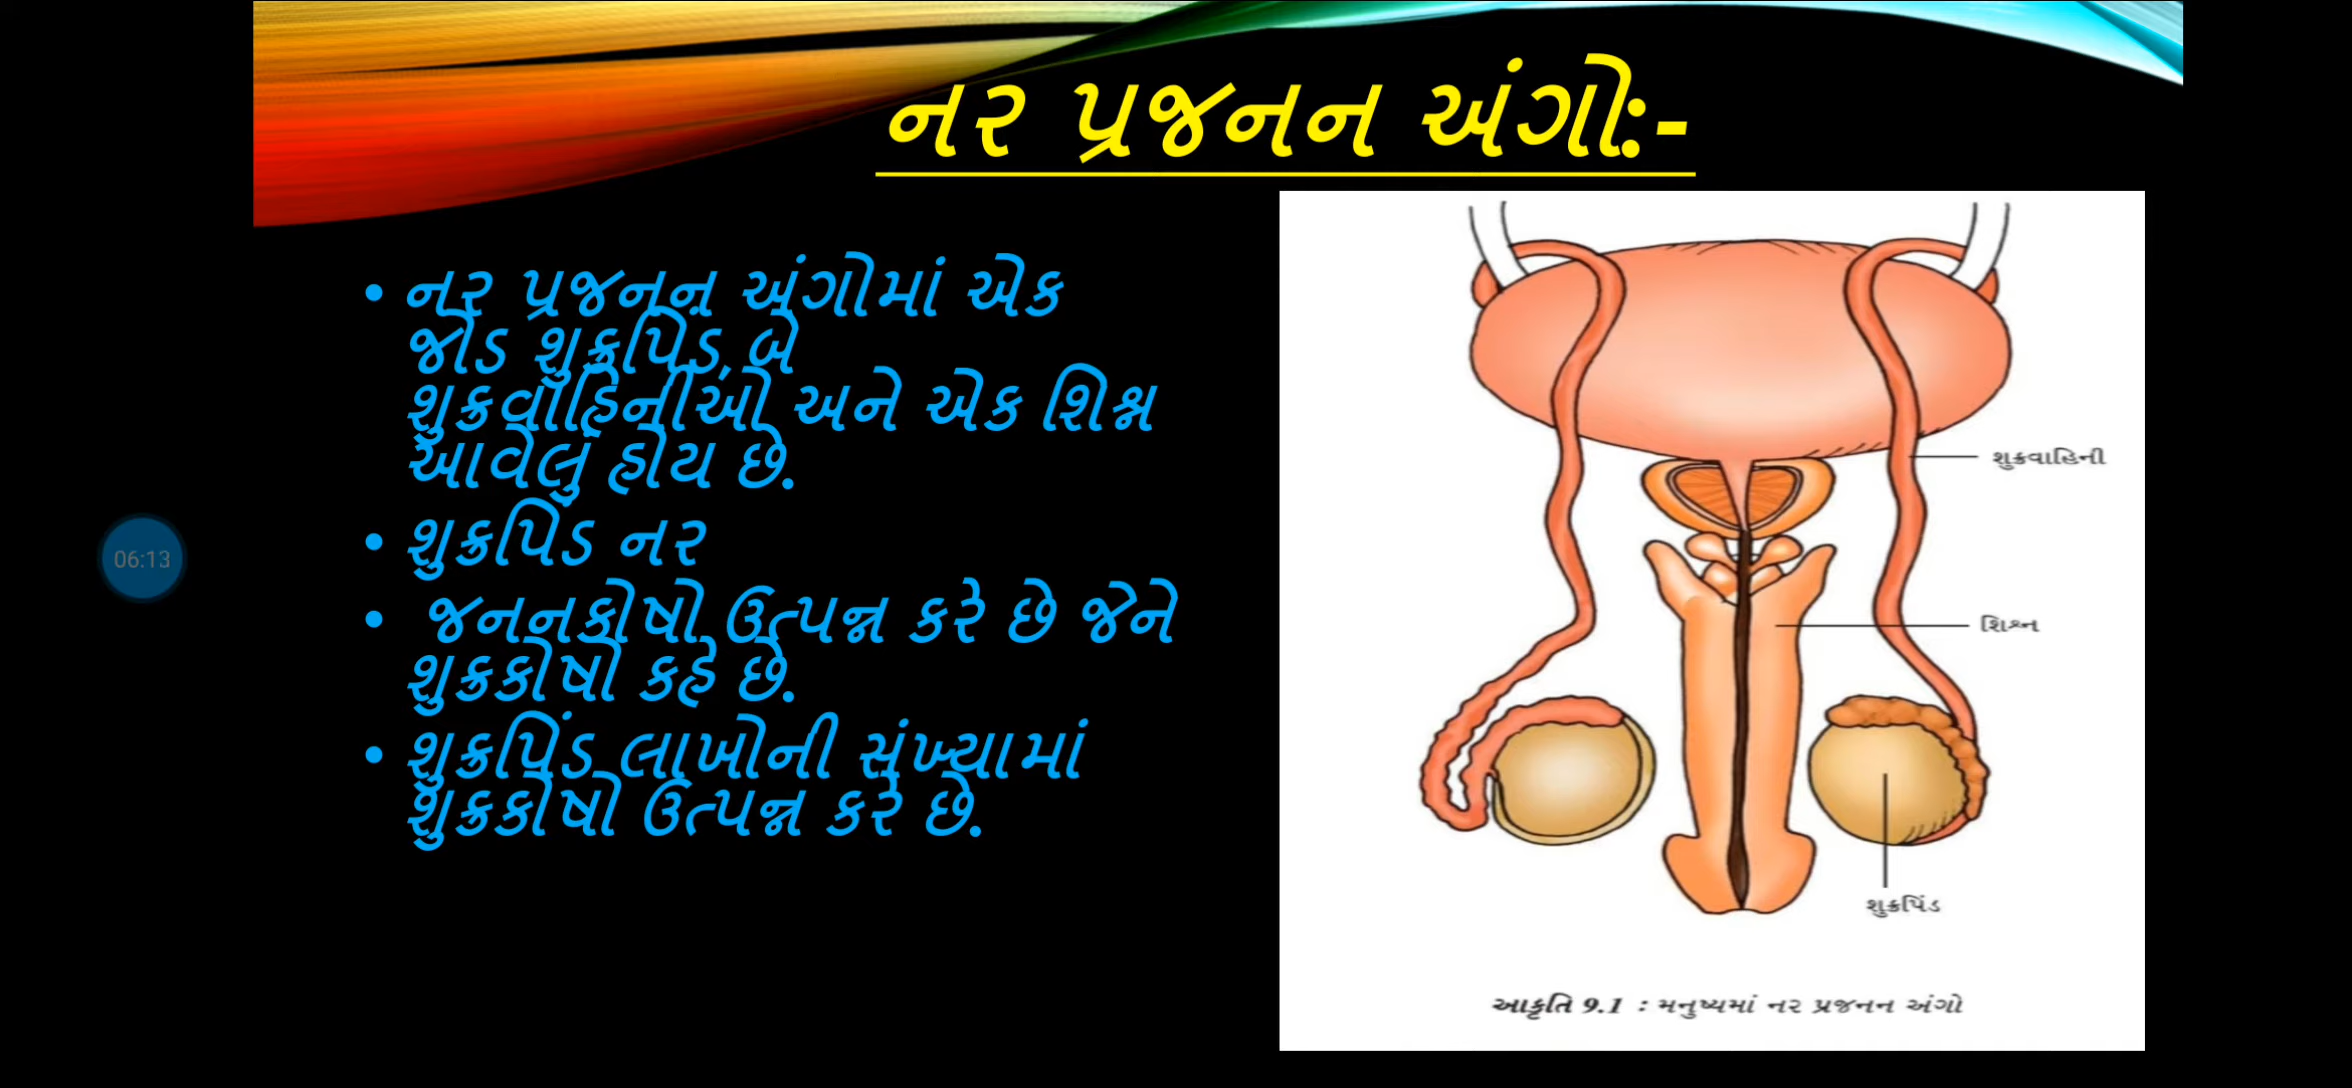 નર પ્રજનન અંગો:-
• નર પ્રજનન અંગોમાં એક
જોડ શુક્રપિંડ, બે
શુક્રવાહિનીઓ અને એક શિશ્ન
આવેલું હોય છે.
• શુક્રપિંડ નર
• જનનકોષો ઉત્પન્ન કરે છે જેને
શુક્રકોષો કહે છે.
• શુક્રપિંડ લાખોની સંખ્યામાં
શુક્રકોષો ઉત્પન્ન કરે છે.
શુક્રવાહિની
શિશ્ન
શુક્રપિંડ
આકૃતિ 9.1 : મનુષ્યમાં નર પ્રજનન અંગો
06:13